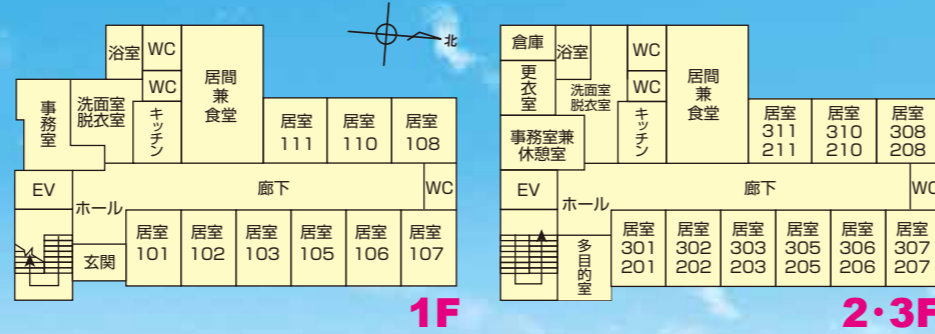 北
浴室
WC
WC
居間
兼
食堂
事務室
洗面室
脱衣室
キッチン
居室
111
居室
110
居室
108
EV
ホール
廊下
WC
玄関
居室
101
居室
102
居室
103
居室
105
居室
106
居室
107
1F
倉庫
浴室
WC
更衣室
洗面室
脱衣室
WC
居間
兼
食堂
キッチン
事務室兼
休憩室
居室
311
211
居室
310
210
居室
308
208
EV
ホール
廊下
WC
多目的室
居室
301
201
居室
302
202
居室
303
203
居室
305
205
居室
306
206
居室
307
207
2・3F